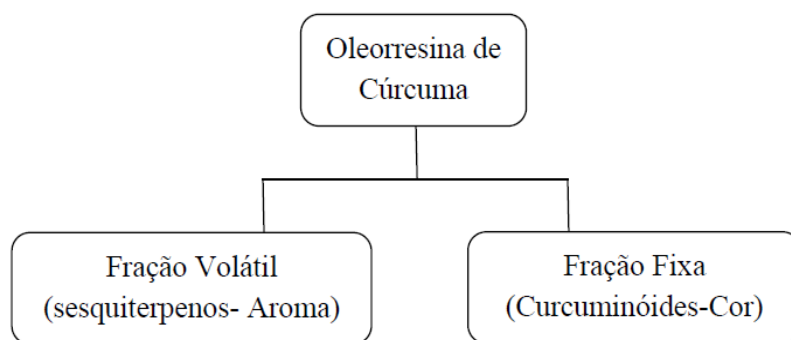 Oleorresina de
Cúrcuma
Fração Volátil
(sesquiterpenos- Aroma)
Fração Fixa
(Curcuminóides-Cor)